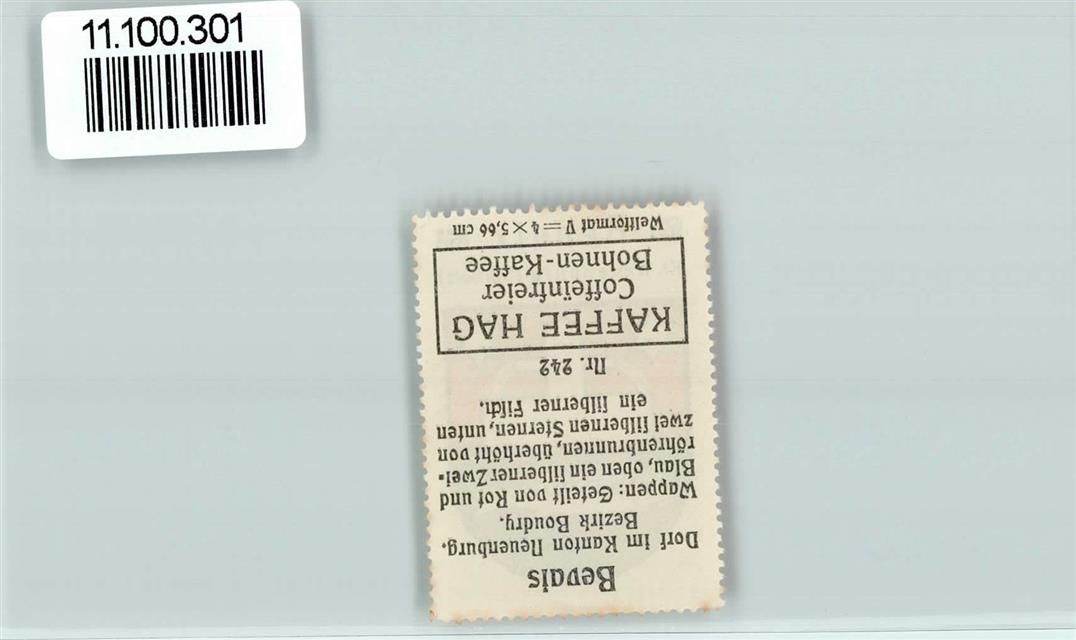 11.100.301
Bevais
Dorf im Kanton Neuenburg.
Bezirk Boudry.
Wappen: Geteilt von Rot und
Blau, oben ein silberner Zwei-
röhrenbrunnen, überhöht von
zwei silbernen Sternen, unten
ein silberner Fisch.
Nr. 242
KAFFEE HAG
Coffeïnfreier
Bohnen-Kaffee
Weltformat V = 4 × 5,66 cm